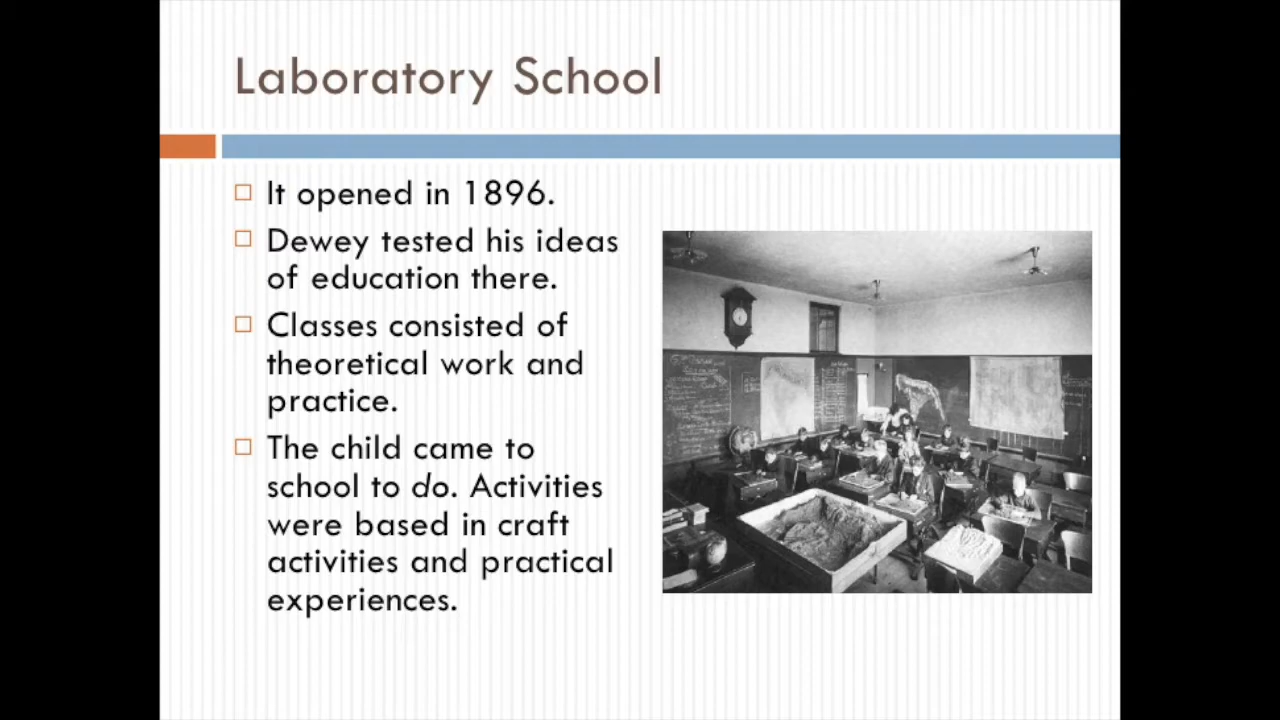 Laboratory School
It opened in 1896.
Dewey tested his ideas
of education there.
Classes consisted of
theoretical work and
practice.
The child came to
school to do. Activities
were based in craft
activities and practical
experiences.